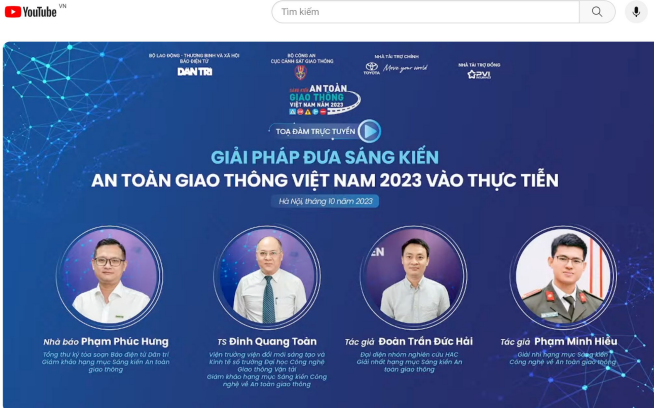 YouTube VN
Tìm kiếm
BỘ LAO ĐỘNG - THƯƠNG BINH VÀ XÃ HỘI
BÁO ĐIỆN TỬ
DANTRI
BỘ CÔNG AN
CỤC CẢNH SÁT GIAO THÔNG
NHÀ TÀI TRỢ CHÍNH
TOYOTA
Move your world
NHÀ TÀI TRỢ ĐỒNG
PVI
AN TOÀN
GIAO THÔNG
VIỆT NAM NĂM 2023
TOẠ ĐÀM TRỰC TUYẾN
GIẢI PHÁP ĐƯA SÁNG KIẾN
AN TOÀN GIAO THÔNG VIỆT NAM 2023 VÀO THỰC TIỄN
Hà Nội, tháng 10 năm 2023
EN
Nhà báo Phạm Phúc Hưng
Tổng thư ký tòa soạn Báo điện tử Dân trí
Giám khảo hạng mục Sáng kiến An toàn
giao thông
TS Đinh Quang Toàn
Viện trưởng viện đổi mới sáng tạo và
Kinh tế số trường Đại học Công nghệ
Giao thông Vận tải
Giám khảo hạng mục Sáng kiến Công
nghệ về An toàn giao thông
Tác giả Đoàn Trần Đức Hải
Đại diện nhóm nghiên cứu HAC
Giải nhất hạng mục Sáng kiến An
toàn giao thông
Tác giả Phạm Minh Hiếu
Giải nhì hạng mục Sáng kiến
Công nghệ về An toàn giao thông